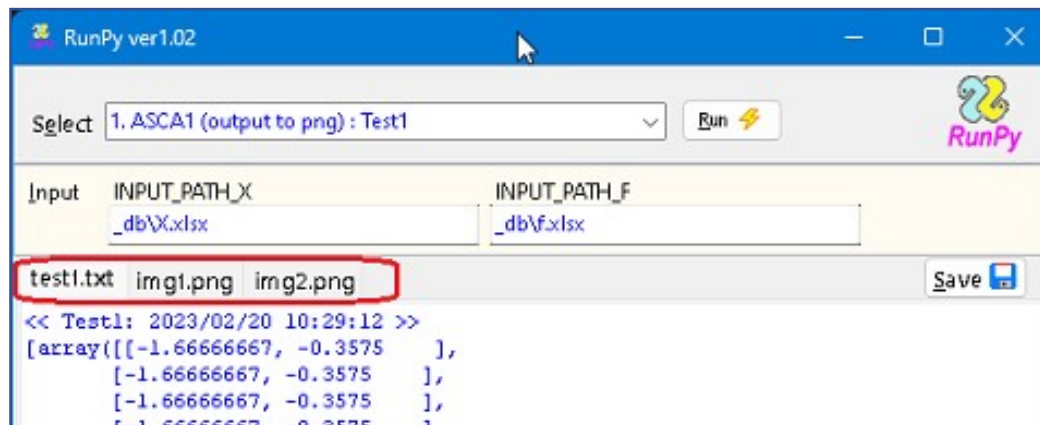 RunPy ver1.02
Select 1. ASCA1 (output to png) : Test1 Run
RunPy
Input INPUT_PATH_X INPUT_PATH_F
_db\X.xlsx _db\f.xlsx
test1.txt img1.png img2.png Save
<< Test1: 2023/02/20 10:29:12 >>
[array([[-1.66666667, -0.3575 ],
[-1.66666667, -0.3575 ],
[-1.66666667, -0.3575 ],